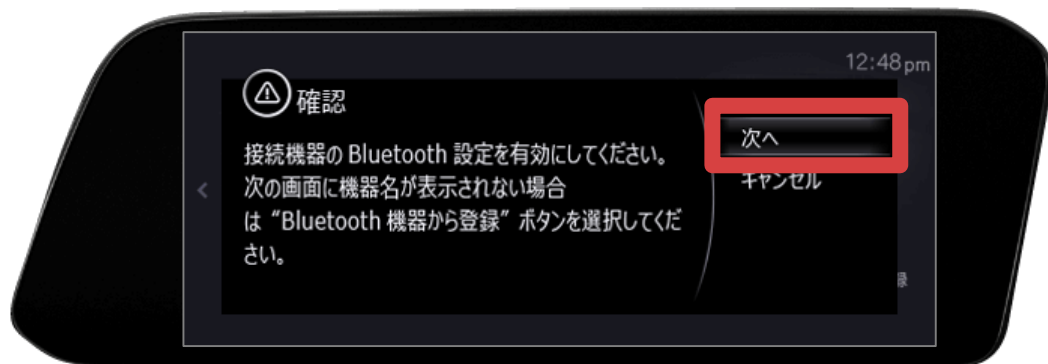 12:48 pm
確認
接続機器の Bluetooth 設定を有効にしてください。
次の画面に機器名が表示されない場合
は “Bluetooth 機器から登録” ボタンを選択してくだ
さい。
次へ
キャンセル
録